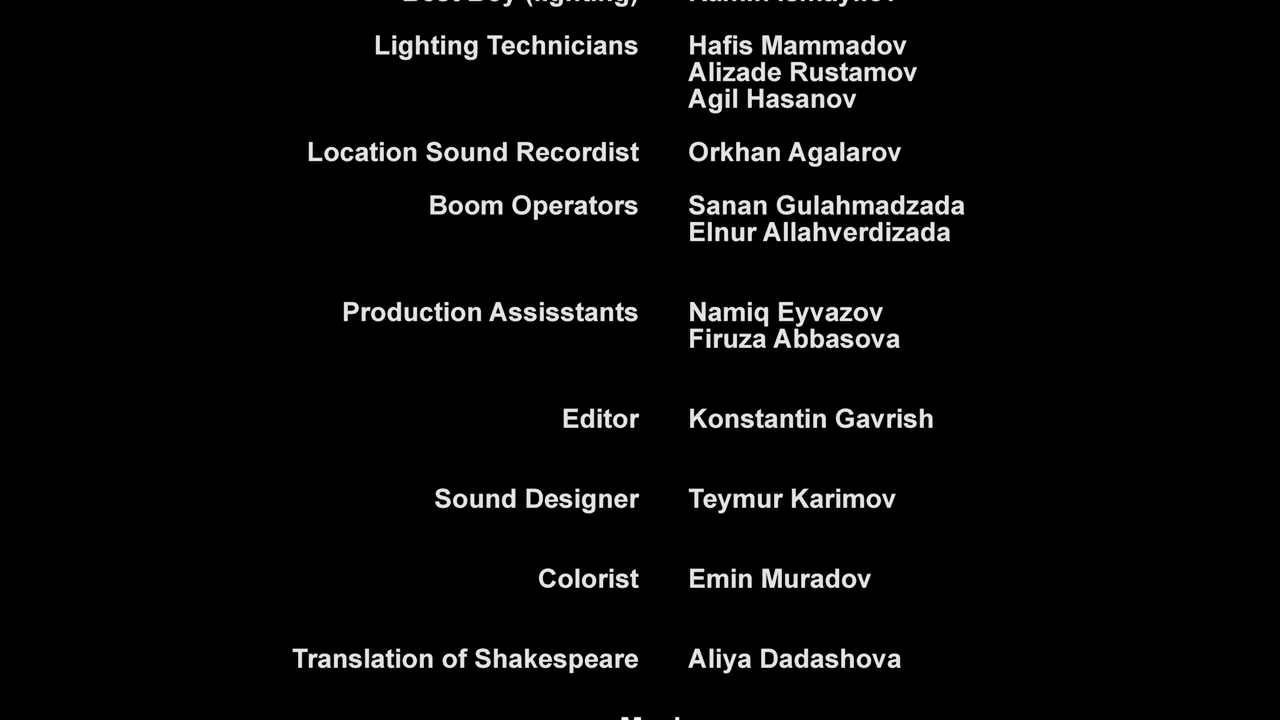 Lighting Technicians Hafis Mammadov
Alizade Rustamov
Agil Hasanov
Location Sound Recordist Orkhan Agalarov
Boom Operators Sanan Gulahmadzada
Elnur Allahverdizada
Production Assisstants Namiq Eyvazov
Firuza Abbasova
Editor Konstantin Gavrish
Sound Designer Teymur Karimov
Colorist Emin Muradov
Translation of Shakespeare Aliya Dadashova